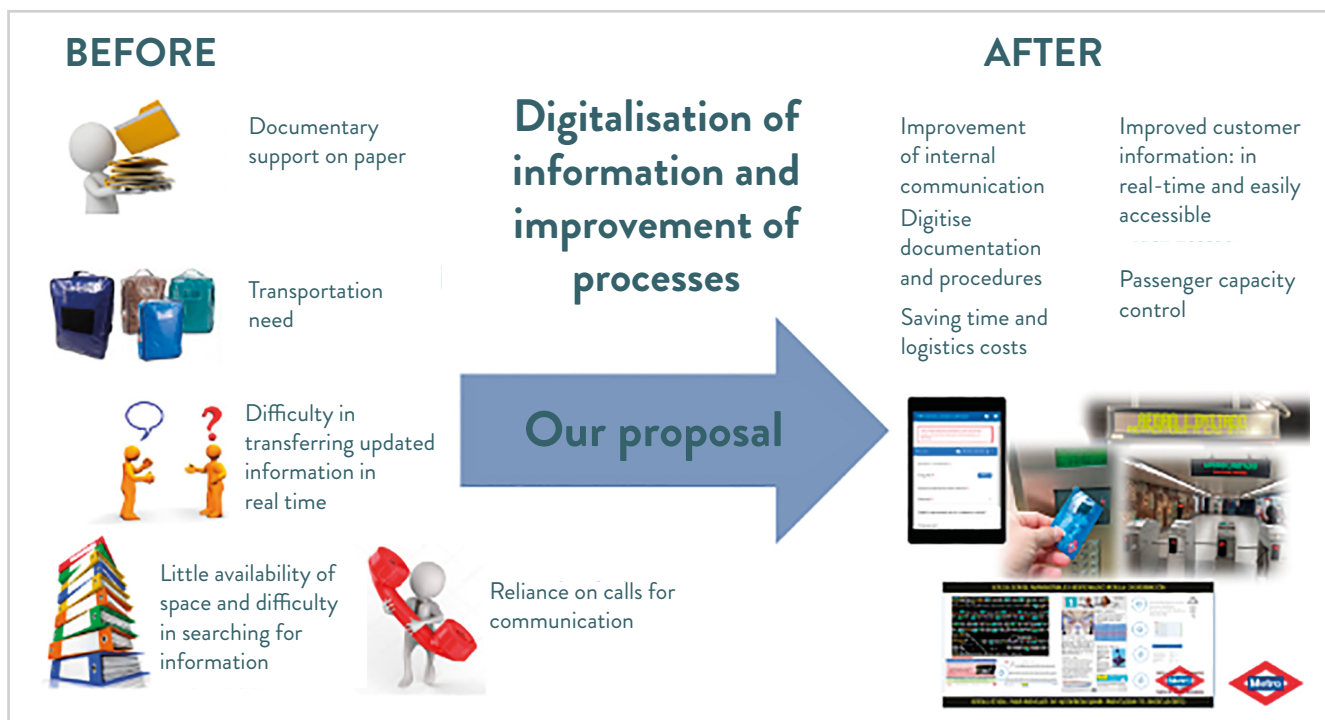 BEFORE
Documentary
support on paper
Transportation
need
Difficulty in
transferring updated
information in
real time
Little availability of
space and difficulty
in searching for
information
Reliance on calls for
communication
Digitalisation of
information and
improvement of
processes
Our proposal
AFTER
Improvement
of internal
communication
Digitise
documentation
and procedures
Saving time and
logistics costs
Improved customer
information: in
real-time and easily
accessible
Passenger capacity
control
Metro